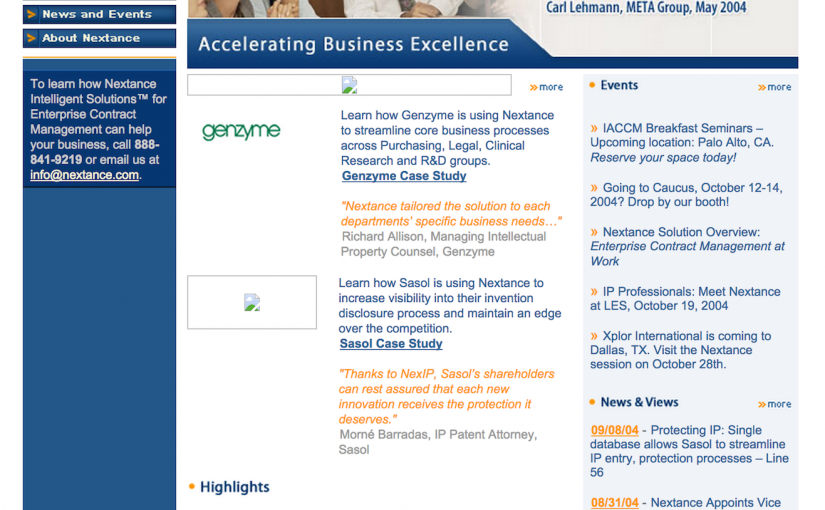 News and Events
About Nextance
To learn how Nextance
Intelligent Solutions™ for
Enterprise Contract
Management can help
your business, call 888-
841-9219 or email us at
info@nextance.com.
Carl Lehmann, META Group, May 2004
Accelerating Business Excellence
»more
genzyme
Learn how Genzyme is using Nextance
to streamline core business processes
across Purchasing, Legal, Clinical
Research and R&D groups.
Genzyme Case Study
"Nextance tailored the solution to each
departments' specific business needs…"
Richard Allison, Managing Intellectual
Property Counsel, Genzyme
Learn how Sasol is using Nextance to
increase visibility into their invention
disclosure process and maintain an edge
over the competition.
Sasol Case Study
"Thanks to NexIP, Sasol's shareholders
can rest assured that each new
innovation receives the protection it
deserves."
Morné Barradas, IP Patent Attorney,
Sasol
• Highlights
• Events
»more
» IACCM Breakfast Seminars –
Upcoming location: Palo Alto, CA.
Reserve your space today!
» Going to Caucus, October 12-14,
2004? Drop by our booth!
» Nextance Solution Overview:
Enterprise Contract Management at
Work
» IP Professionals: Meet Nextance
at LES, October 19, 2004
» Xplor International is coming to
Dallas, TX. Visit the Nextance
session on October 28th.
• News & Views
»more
09/08/04 - Protecting IP: Single
database allows Sasol to streamline
IP entry, protection processes – Line
56
08/31/04 - Nextance Appoints Vice